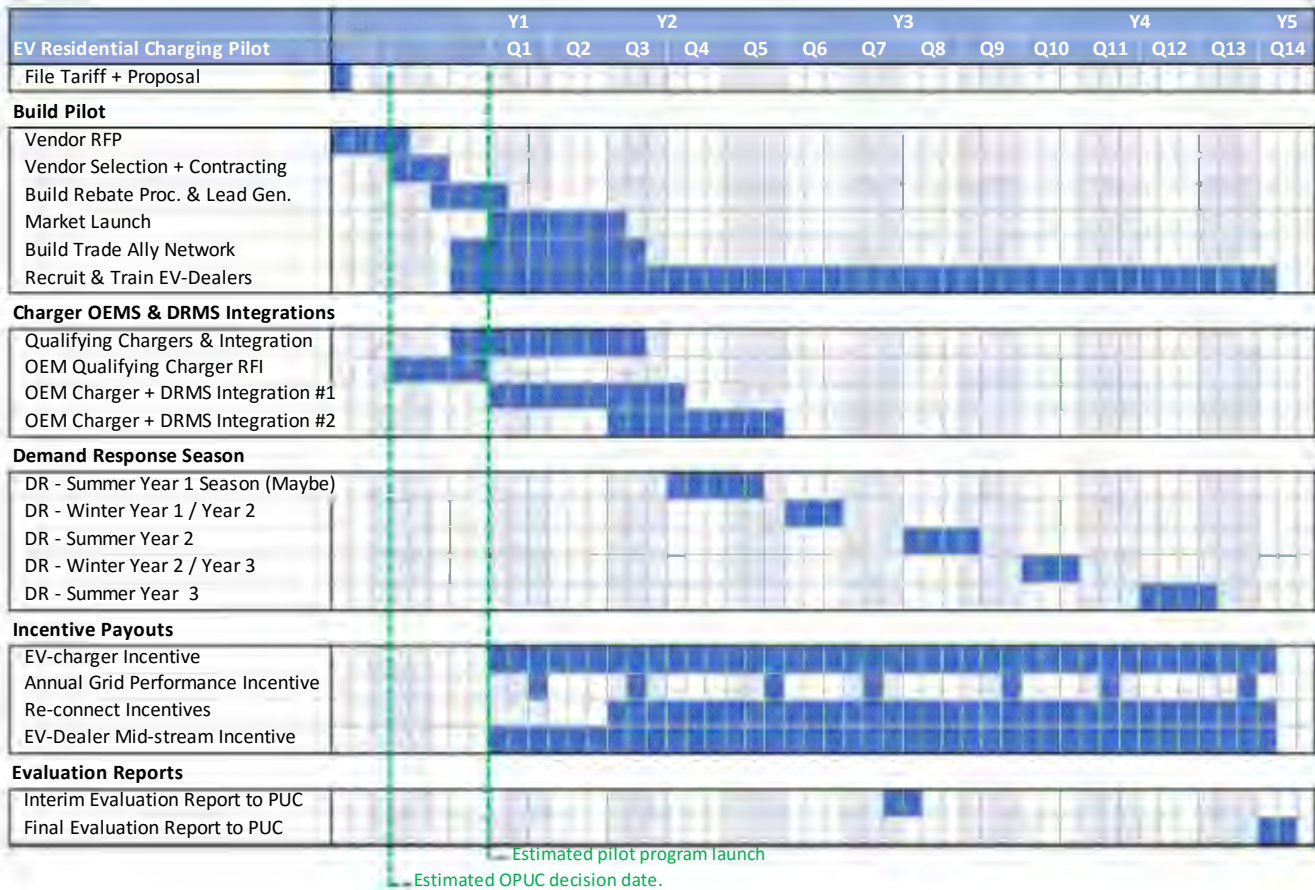 Y1 Y2 Y3 Y4 Y5
EV Residential Charging Pilot Q1 Q2 Q3 Q4 Q5 Q6 Q7 Q8 Q9 Q10 Q11 Q12 Q13 Q14
File Tariff + Proposal
Build Pilot
Vendor RFP
Vendor Selection + Contracting
Build Rebate Proc. & Lead Gen.
Market Launch
Build Trade Ally Network
Recruit & Train EV-Dealers
Charger OEMS & DRMS Integrations
Qualifying Chargers & Integration
OEM Qualifying Charger RFI
OEM Charger + DRMS Integration #1
OEM Charger + DRMS Integration #2
Demand Response Season
DR - Summer Year 1 Season (Maybe)
DR - Winter Year 1 / Year 2
DR - Summer Year 2
DR - Winter Year 2 / Year 3
DR - Summer Year 3
Incentive Payouts
EV-charger Incentive
Annual Grid Performance Incentive
Re-connect Incentives
EV-Dealer Mid-stream Incentive
Evaluation Reports
Interim Evaluation Report to PUC
Final Evaluation Report to PUC
Estimated pilot program launch
Estimated OPUC decision date.